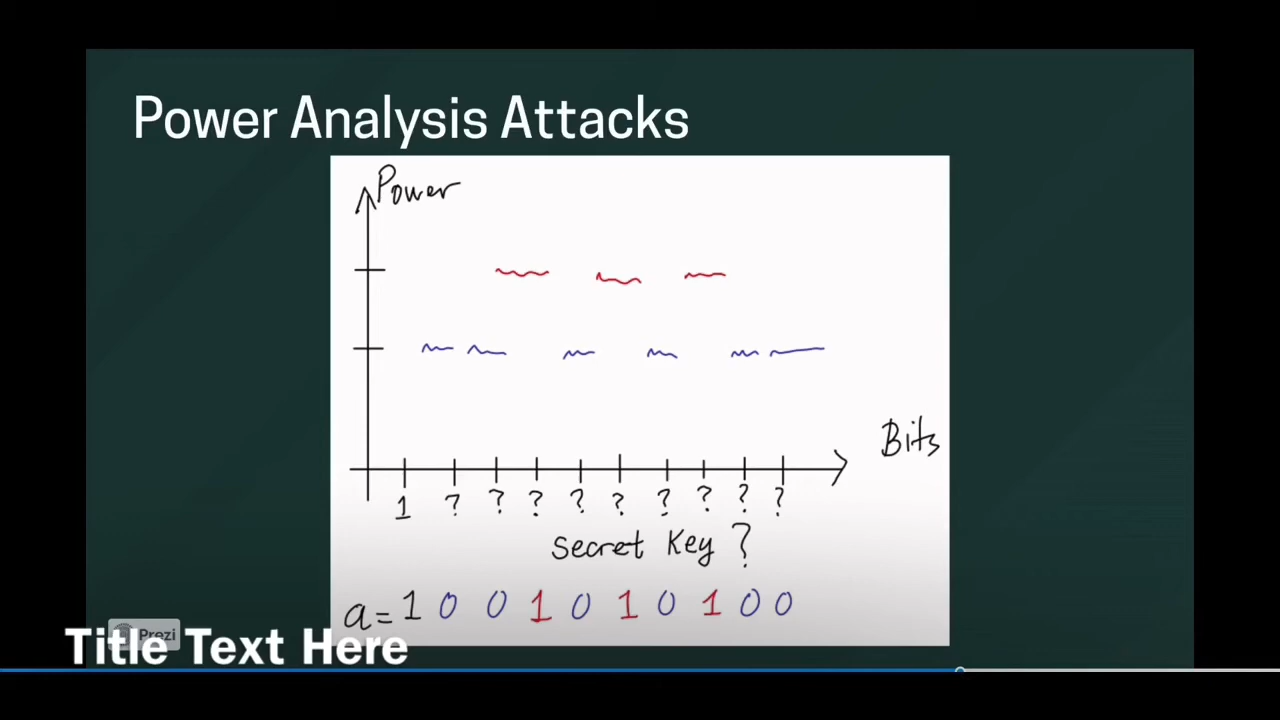 Power Analysis Attacks
Power
Bits
1 ? ? ? ? ? ? ? ? ?
Secret Key ?
a = 1 0 0 1 0 1 0 1 0 0
Prezi
Title Text Here